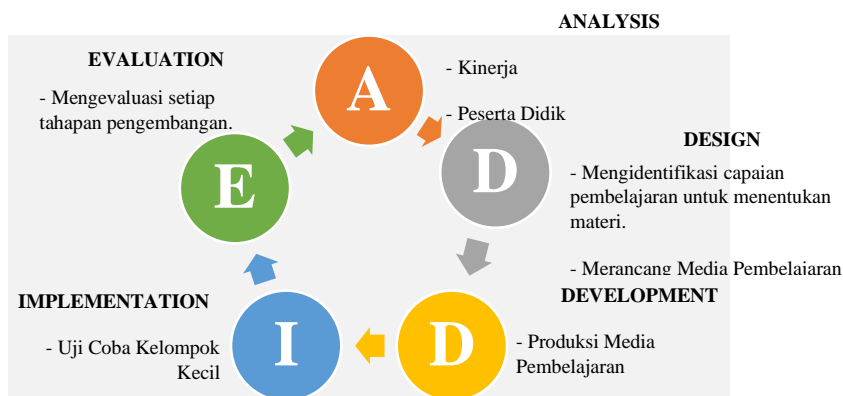 ANALYSIS
A
- Kinerja
- Peserta Didik
DESIGN
D
- Mengidentifikasi capaian
pembelajaran untuk menentukan
materi.
- Merancang Media Pembelajaran
DEVELOPMENT
D
- Produksi Media
Pembelajaran
IMPLEMENTATION
I
- Uji Coba Kelompok
Kecil
EVALUATION
E
- Mengevaluasi setiap
tahapan pengembangan.